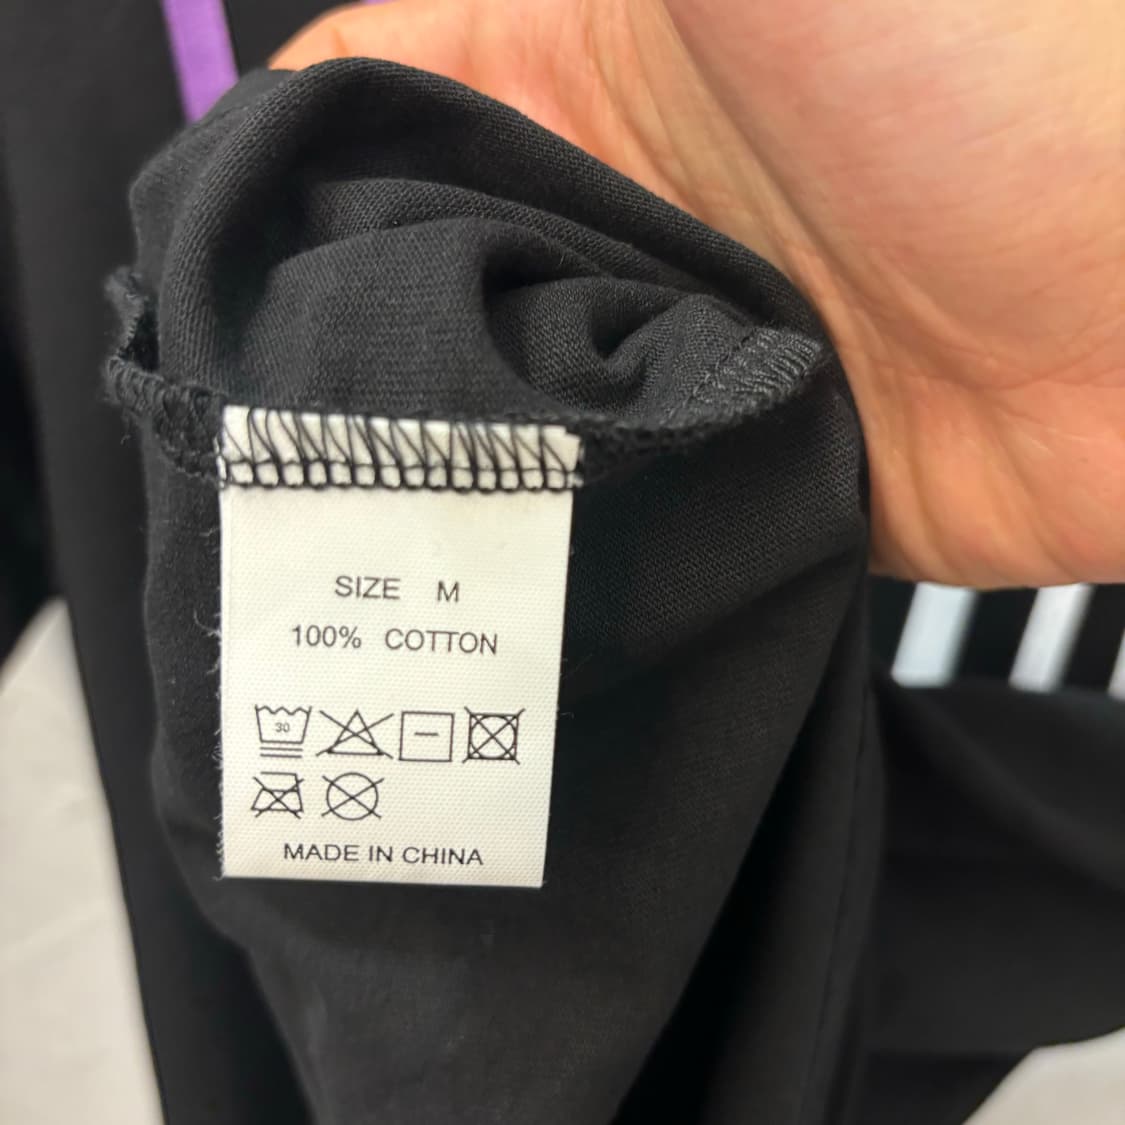 SIZE M
100% COTTON
30
MADE IN CHINA